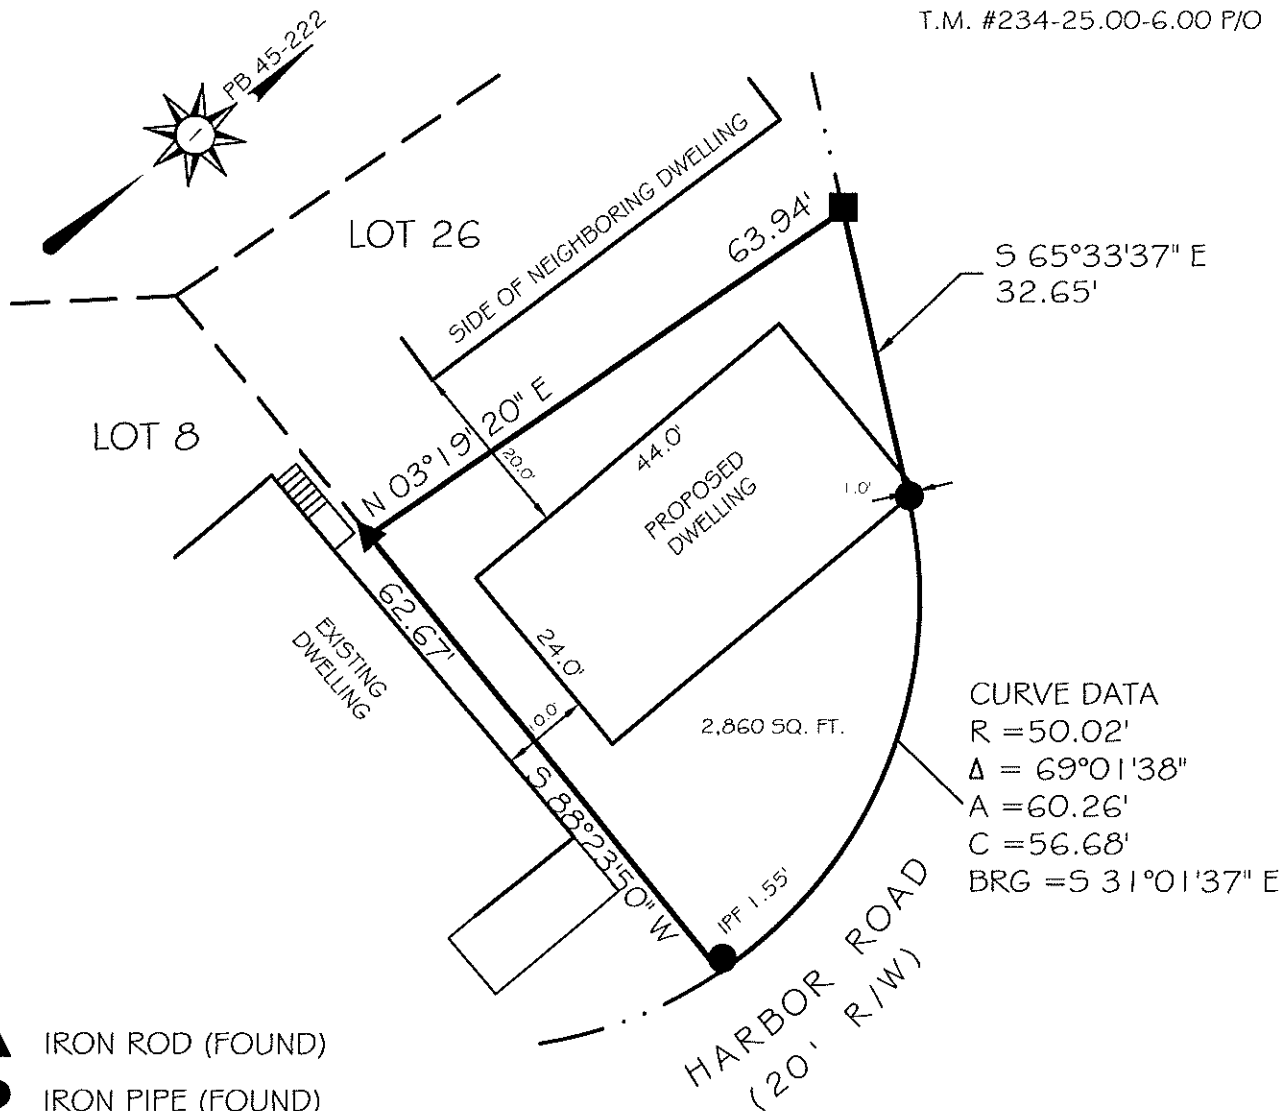 T.M. #234-25.00-6.00 P/O
PB 45-222
LOT 26
SIDE OF NEIGHBORING DWELLING
63.94'
S 65°33'37" E
32.65'
LOT 8
N 03°19' 20" E
20.0'
44.0'
PROPOSED
DWELLING
1.0'
62.67'
EXISTING
DWELLING
24.0'
10.0'
2,860 SQ. FT.
S 88°23'50" W
CURVE DATA
R =50.02'
Δ = 69°01'38"
A =60.26'
C =56.68'
BRG =S 31°01'37" E
IPF 1.55'
HARBOR ROAD
(20' R/W)
IRON ROD (FOUND)
IRON PIPE (FOUND)